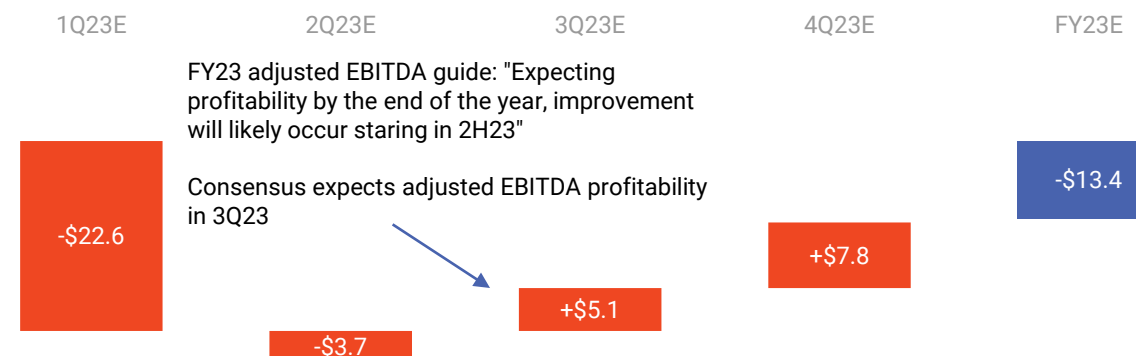 1Q23E 2Q23E 3Q23E 4Q23E FY23E
FY23 adjusted EBITDA guide: "Expecting
profitability by the end of the year, improvement
will likely occur staring in 2H23"
Consensus expects adjusted EBITDA profitability
in 3Q23
-$22.6
-$3.7
+$5.1
+$7.8
-$13.4